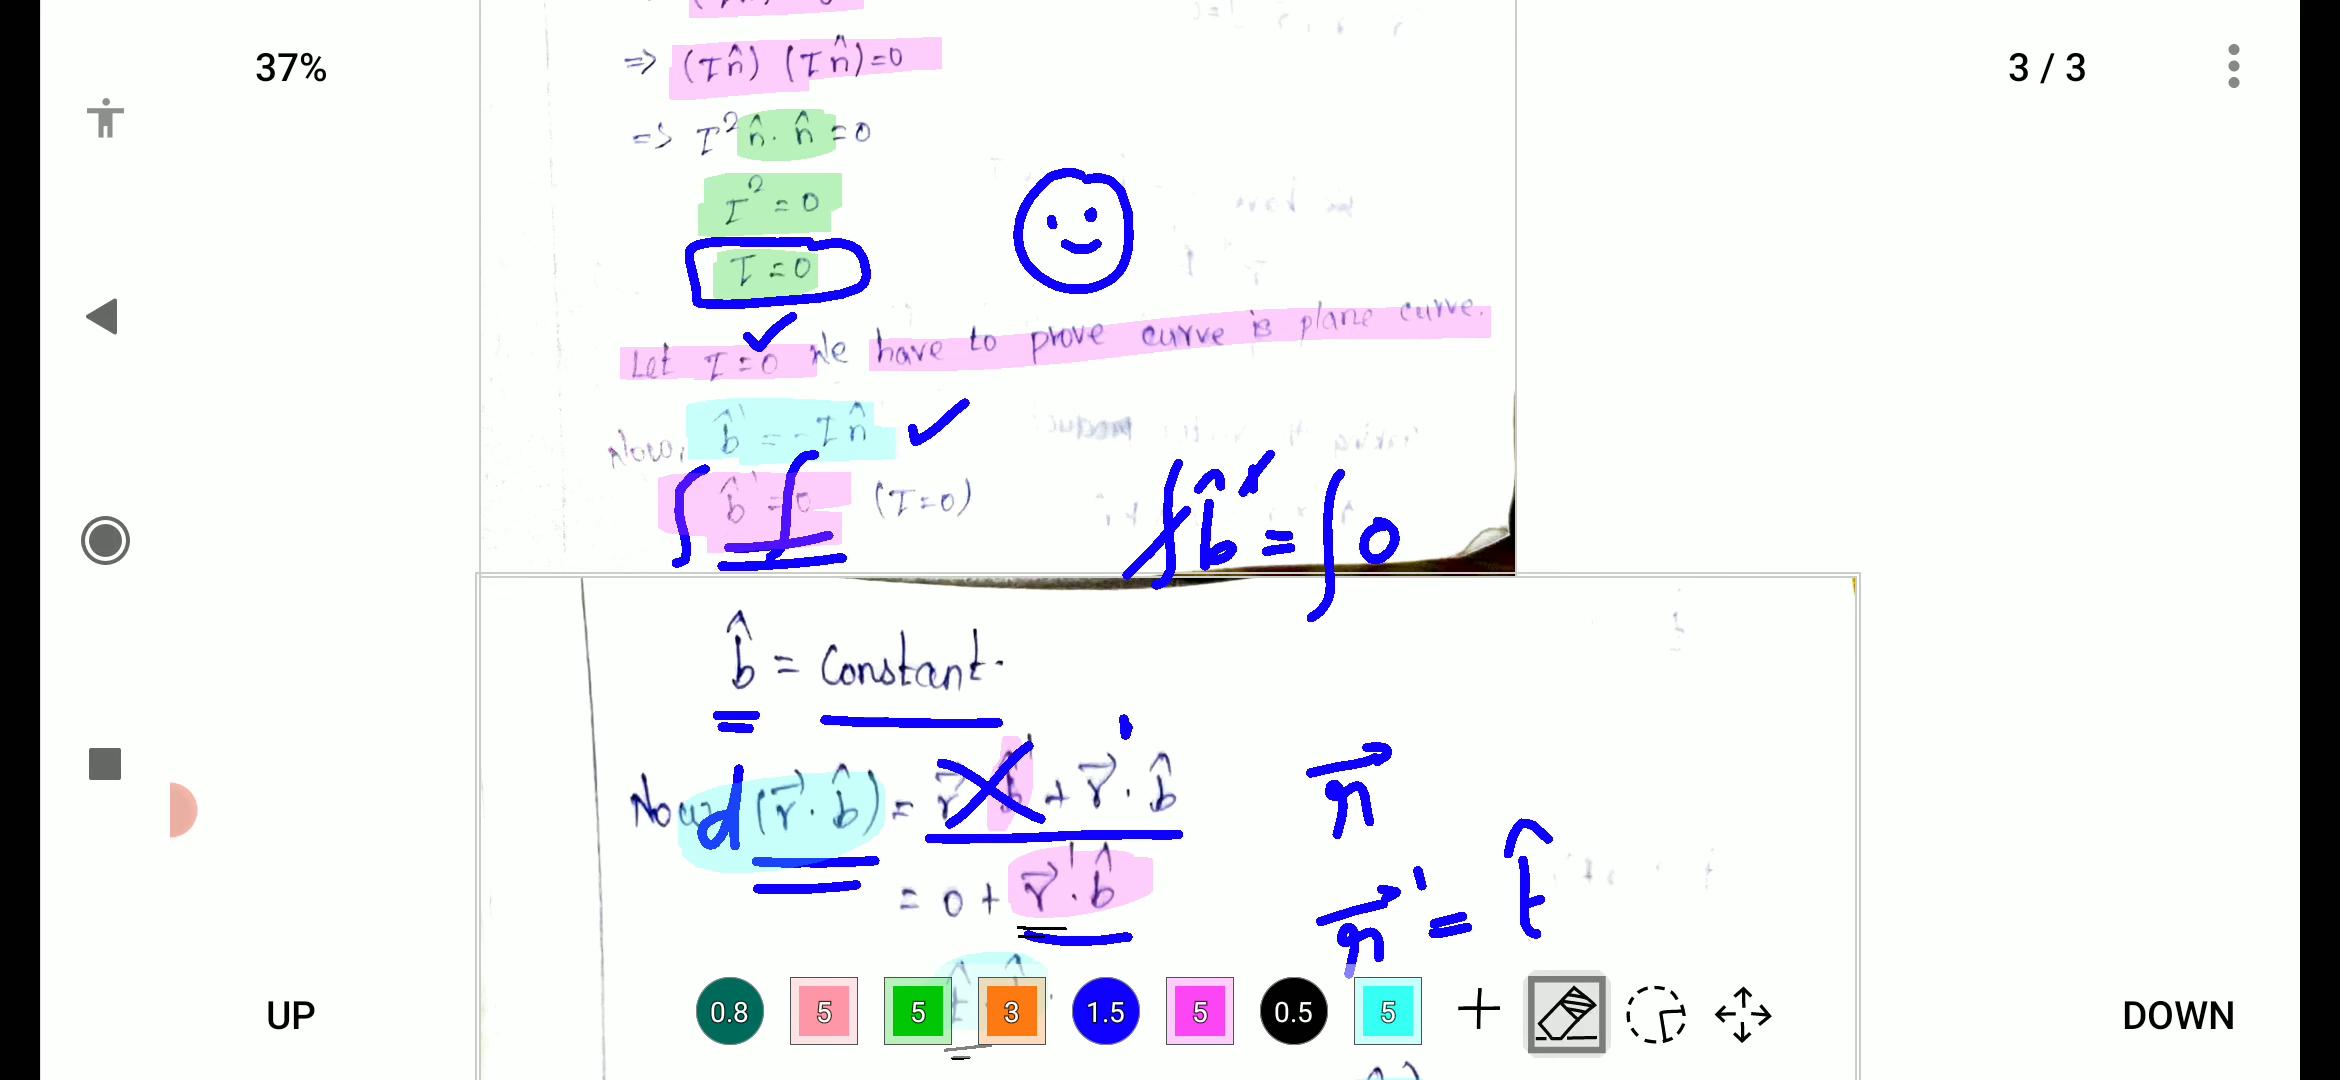 37%
3 / 3
=> (τn̂) (τn̂)=0
=> τ² n̂. n̂ =0
τ² = 0
τ = 0
Let τ=0 We have to prove curve is plane curve.
Now, b̂' = -τ n̂
∫ b̂' = ∫ 0 (τ=0)
∫ b̂' = ∫ 0
b̂ = Constant.
Now d(r⃗ . b̂) = r⃗ b̂' + r⃗'. b̂
r⃗
= 0 + r⃗'. b̂
r⃗' = t̂
UP
0.8 5 5 3 1.5 5 0.5 5
DOWN